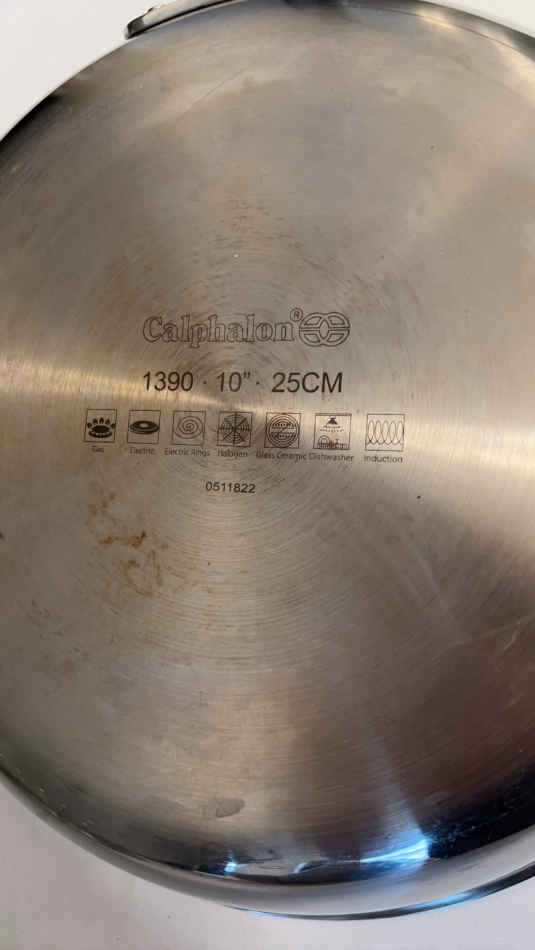 Calphalon®
1390 · 10” · 25CM
Gas Electric Electric Rings Halogen Glass Ceramic Dishwasher Induction
0511822